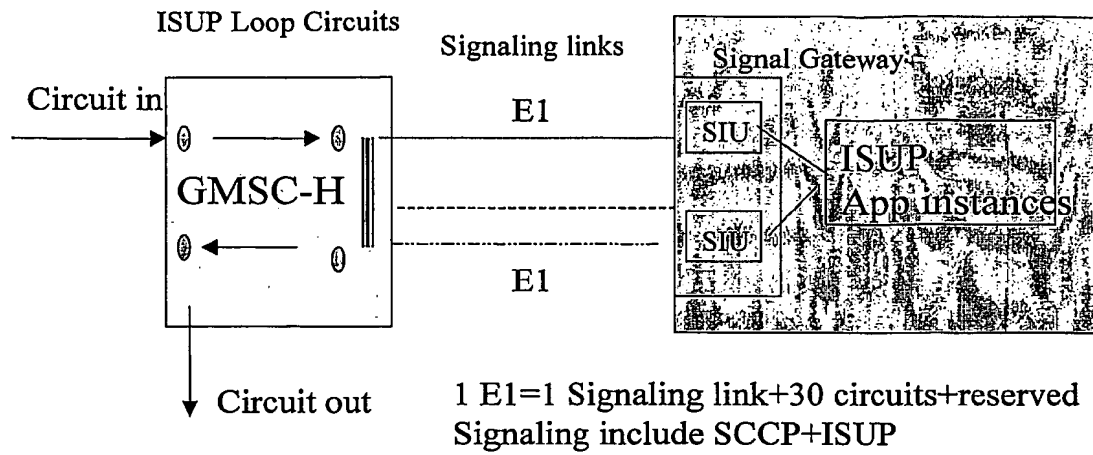 ISUP Loop Circuits
Signaling links
Signal Gateway
Circuit in
E1
SIU
ISUP
App instances
GMSC-H
SIU
E1
Circuit out
1 E1=1 Signaling link+30 circuits+reserved
Signaling include SCCP+ISUP